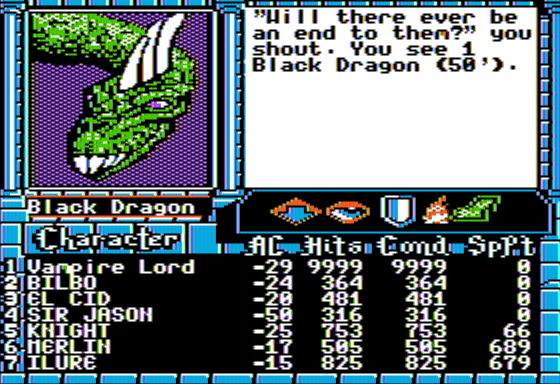 "Will there ever be
an end to them?" you
shout. You see 1
Black Dragon (50').
Black Dragon
Character AC Hits Cond SpPt
1 Vampire Lord -29 9999 9999 0
2 BILBO -24 364 364 0
3 EL CID -20 481 481 0
4 SIR JASON -50 316 316 0
5 KNIGHT -25 753 753 66
6 MERLIN -17 505 505 689
7 ILURE -15 825 825 679